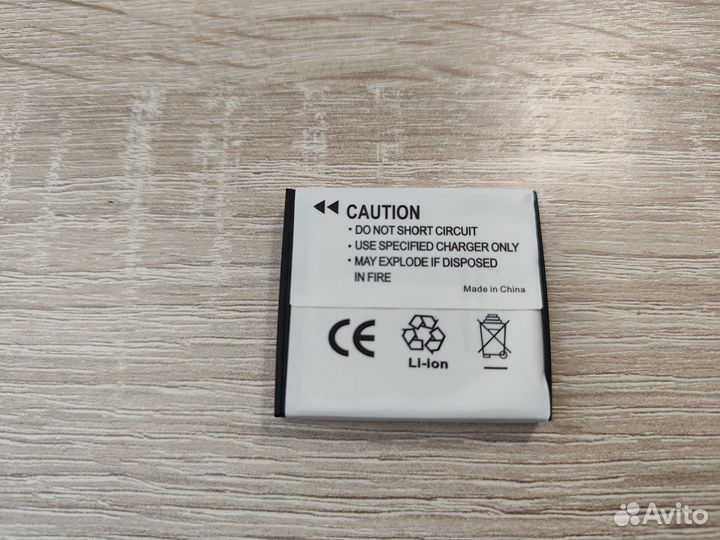 CAUTION
• DO NOT SHORT CIRCUIT
• USE SPECIFIED CHARGER ONLY
• MAY EXPLODE IF DISPOSED
IN FIRE
Made in China
CE
Li-Ion
Avito